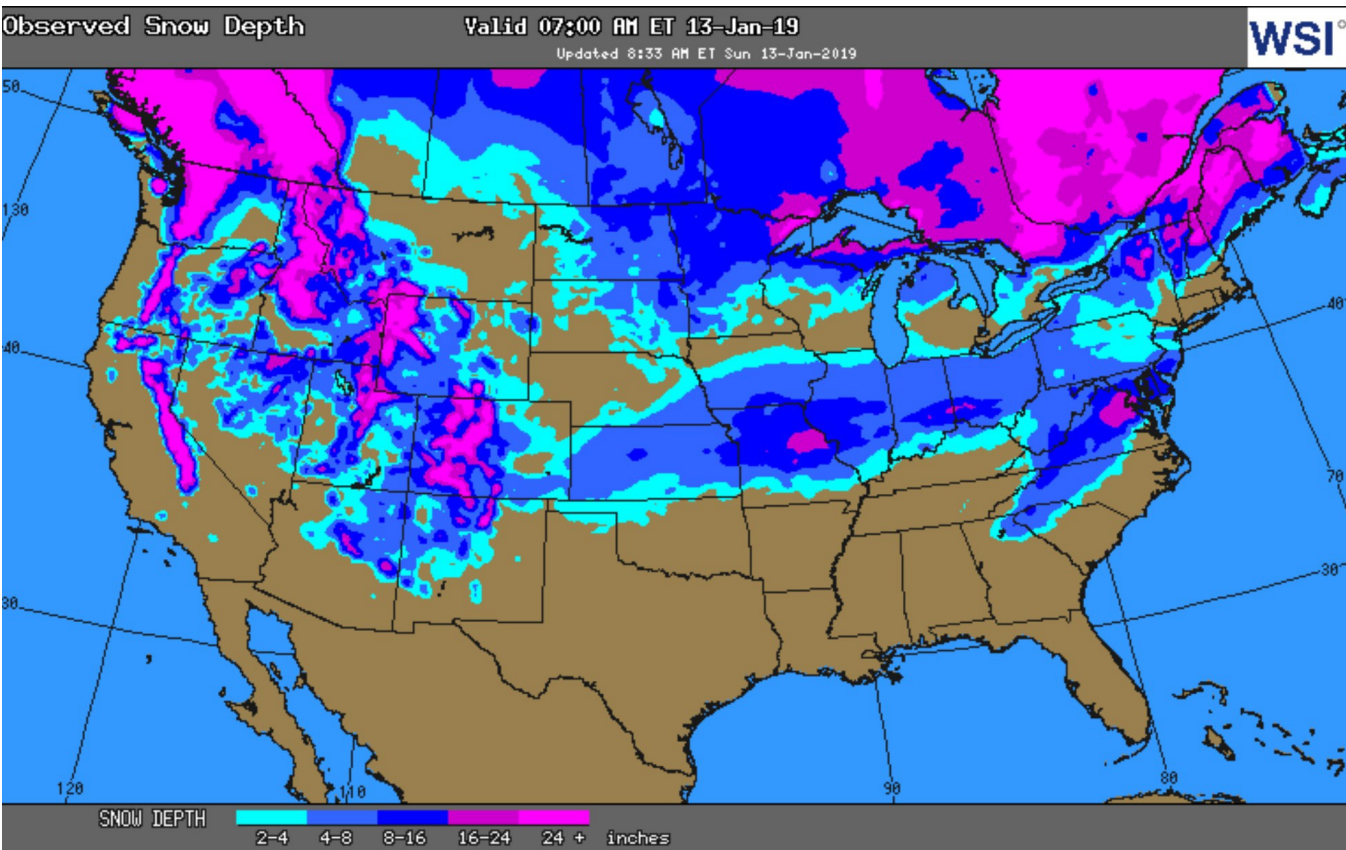 Observed Snow Depth
Valid 07:00 AM ET 13-Jan-19
Updated 8:33 AM ET Sun 13-Jan-2019
WSI
50
130
40
40
70
30
30
120
110
90
80
SNOW DEPTH
2-4 4-8 8-16 16-24 24 + inches